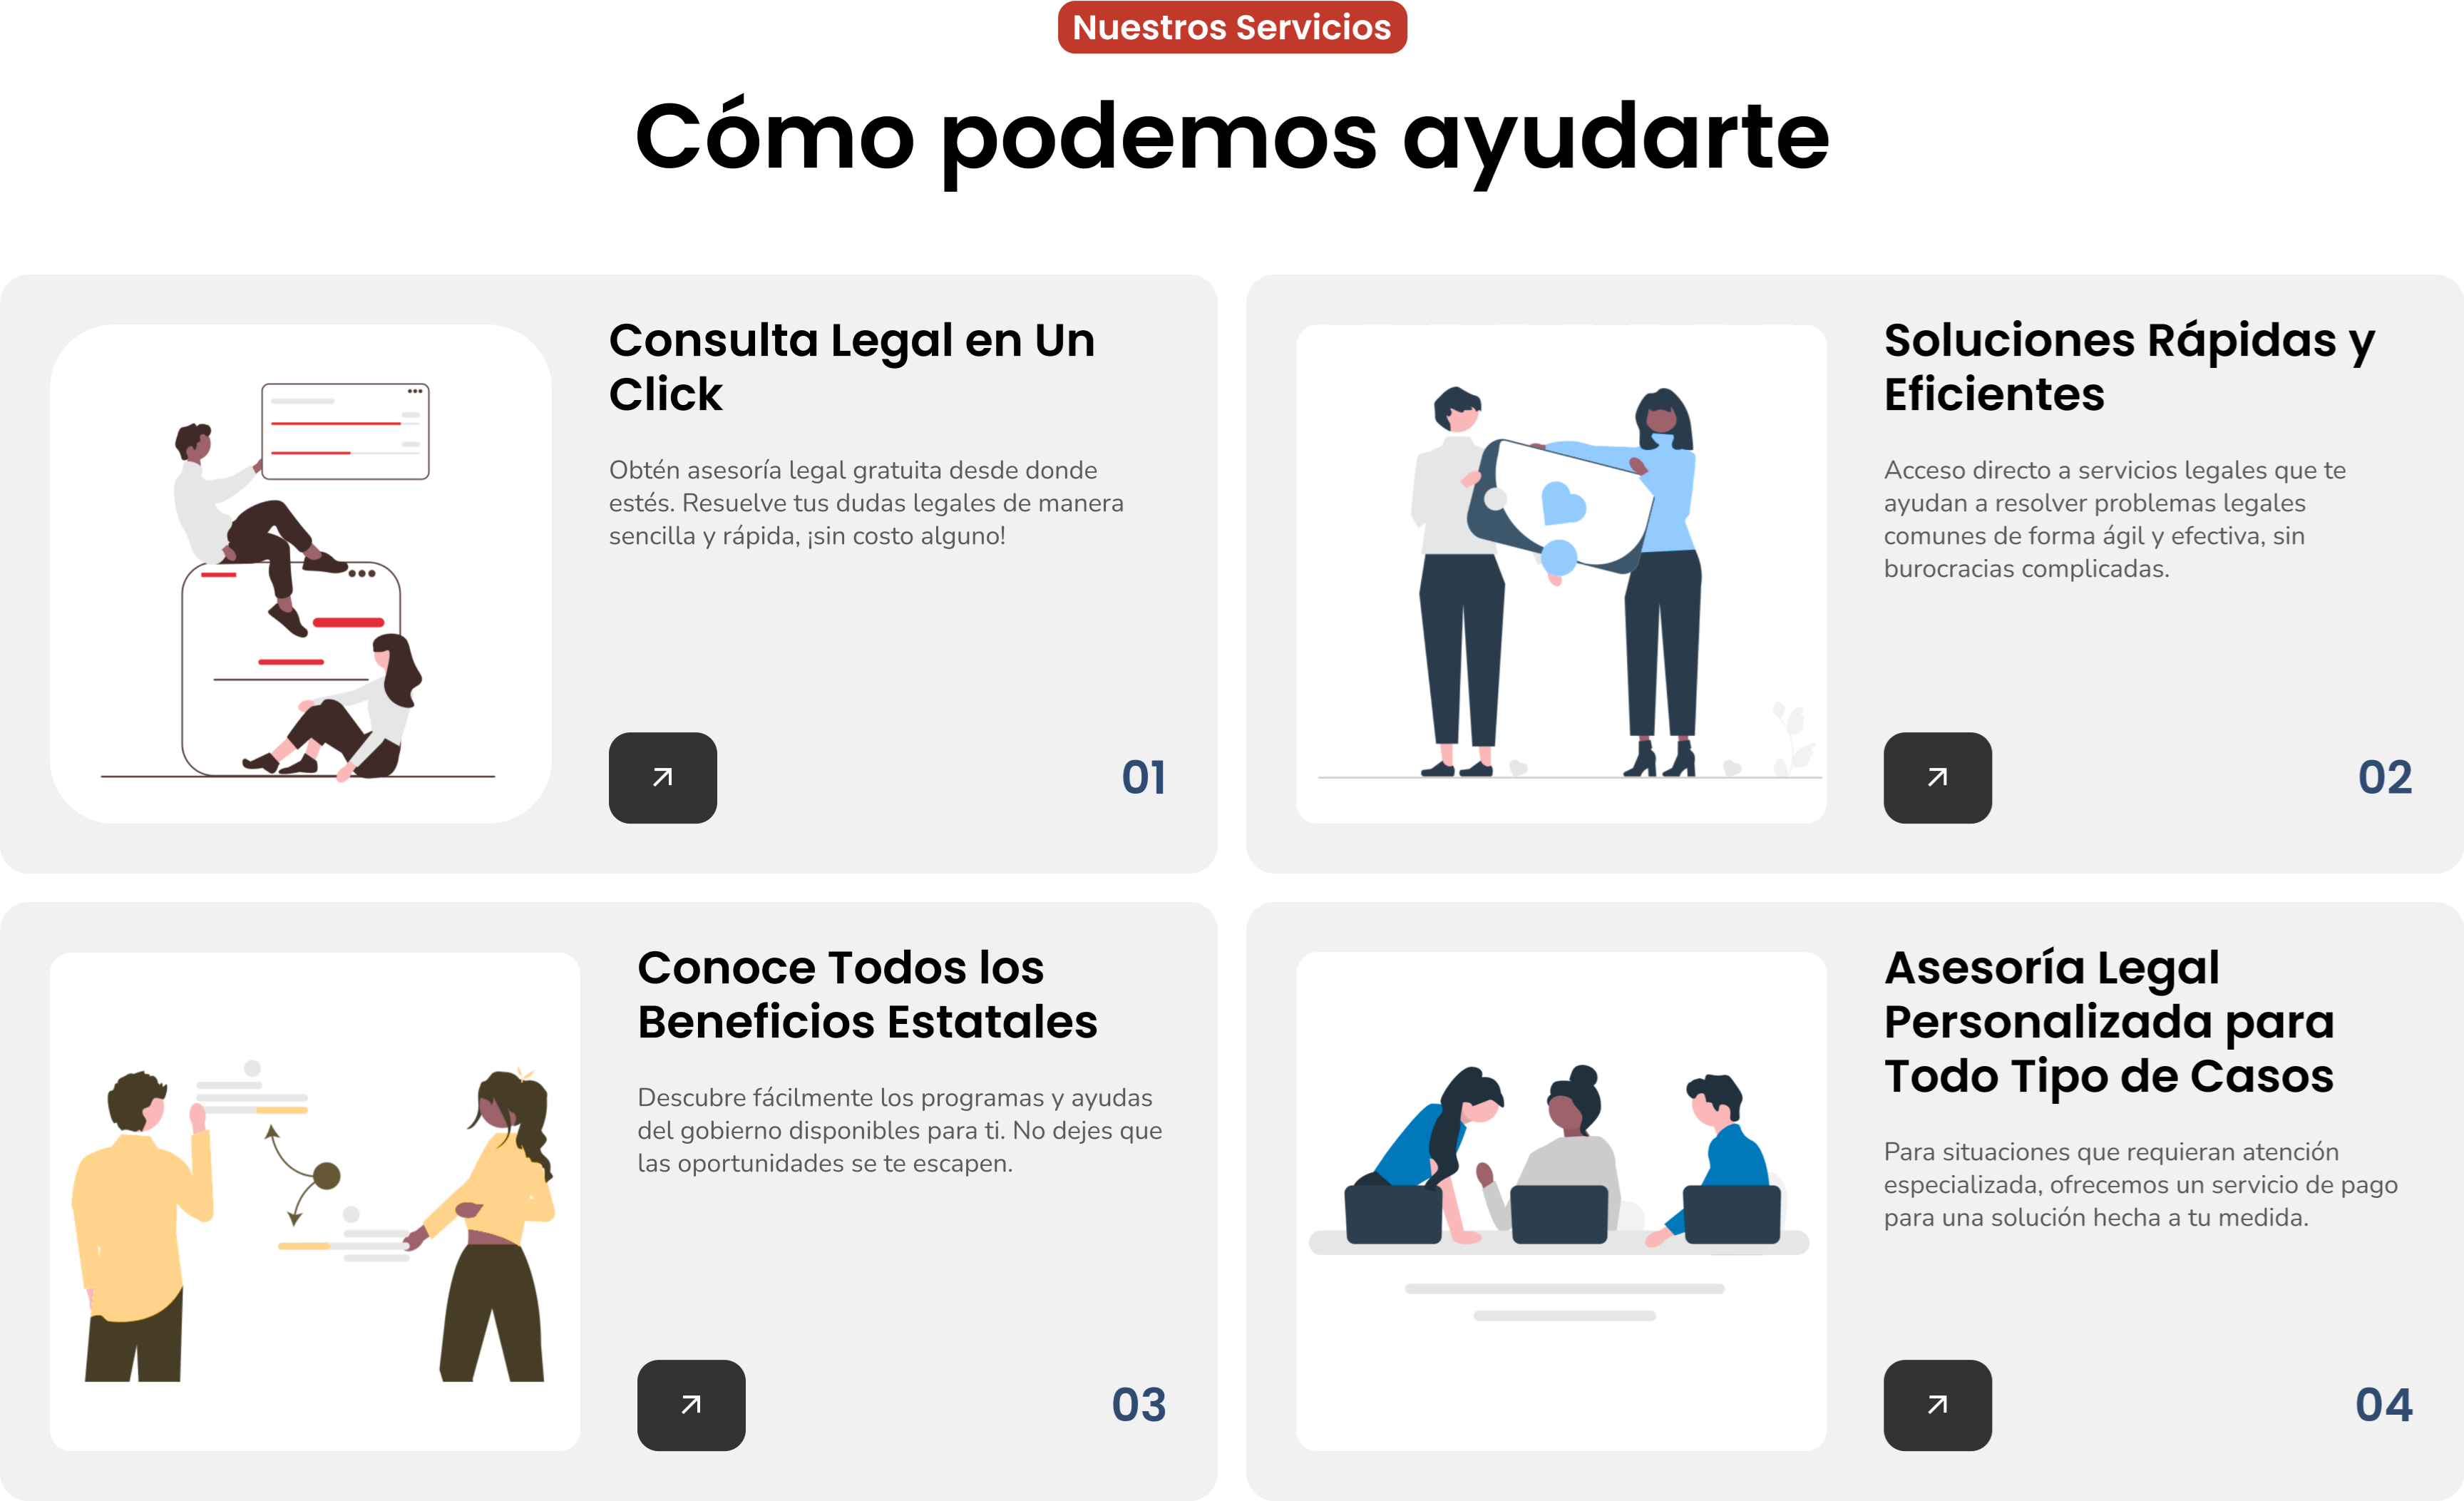 Nuestros Servicios
Cómo podemos ayudarte
Consulta Legal en Un
Click
Obtén asesoría legal gratuita desde donde
estés. Resuelve tus dudas legales de manera
sencilla y rápida, ¡sin costo alguno!
01
Soluciones Rápidas y
Eficientes
Acceso directo a servicios legales que te
ayudan a resolver problemas legales
comunes de forma ágil y efectiva, sin
burocracias complicadas.
02
Conoce Todos los
Beneficios Estatales
Descubre fácilmente los programas y ayudas
del gobierno disponibles para ti. No dejes que
las oportunidades se te escapen.
03
Asesoría Legal
Personalizada para
Todo Tipo de Casos
Para situaciones que requieran atención
especializada, ofrecemos un servicio de pago
para una solución hecha a tu medida.
04